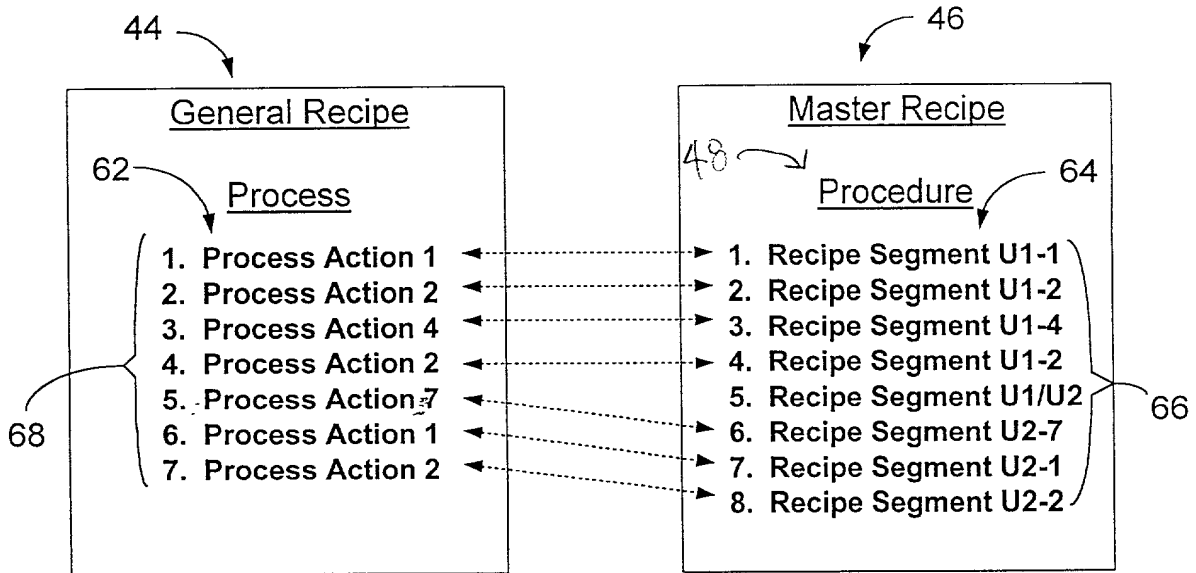 44
46
General Recipe
Master Recipe
48
62
64
Process
Procedure
1. Process Action 1
2. Process Action 2
3. Process Action 4
4. Process Action 2
5. Process Action 7
6. Process Action 1
7. Process Action 2
1. Recipe Segment U1-1
2. Recipe Segment U1-2
3. Recipe Segment U1-4
4. Recipe Segment U1-2
5. Recipe Segment U1/U2
6. Recipe Segment U2-7
7. Recipe Segment U2-1
8. Recipe Segment U2-2
68
66